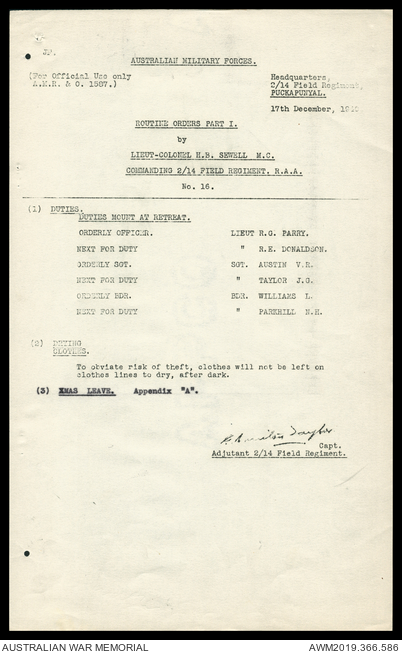 AUSTRALIAN MILITARY FORCES.
(For Official Use only
A.M.R. & O. 1587.)
Headquarters,
2/14 Field Regiment,
PUCKAPUNYAL.
17th December,
ROUTINE ORDERS PART I.
by
LIEUT-COLONEL H.B. SEWELL M.C.
COMMANDING 2/14 FIELD REGIMENT, R.A.A.
No. 16.
(1) DUTIES.
DUTIES MOUNT AT RETREAT.
ORDERLY OFFICER. LIEUT R.G. PARRY.
NEXT FOR DUTY " R.E. DONALDSON.
ORDERLY SGT. SGT. AUSTIN V.R.
NEXT FOR DUTY " TAYLOR J.G.
ORDERLY BDR. BDR. WILLIAMS L.
NEXT FOR DUTY " PARKHILL N.H.
(2) DRYING
CLOTHES.
To obviate risk of theft, clothes will not be left on
clothes lines to dry, after dark.
(3) XMAS LEAVE. Appendix "A".
Capt.
Adjutant 2/14 Field Regiment.
AUSTRALIAN WAR MEMORIAL
AWM2019.366.586